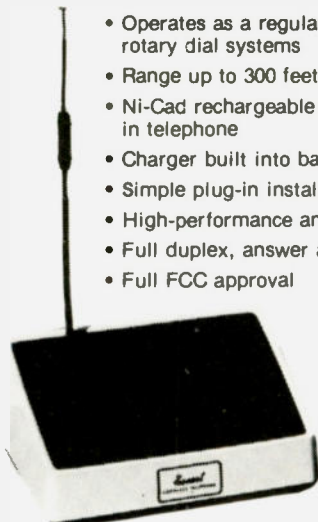 • Operates as a regula
rotary dial systems
• Range up to 300 feet
• Ni-Cad rechargeable
in telephone
• Charger built into ba
• Simple plug-in instal
• High-performance an
• Full duplex, answer a
• Full FCC approval